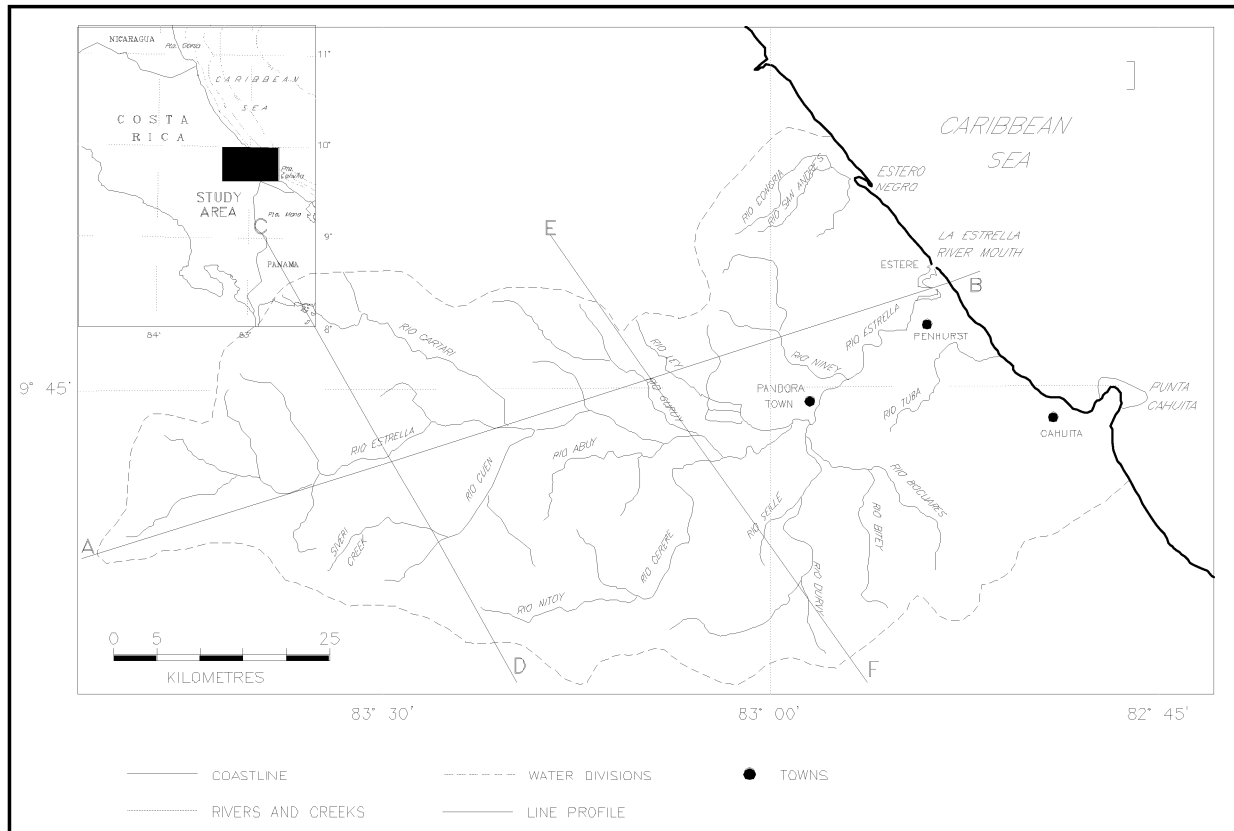 NICARAGUA
Pta. Gorda
11°
CARIBBEAN
SEA
COSTA
RICA
10°
Pta.
Cahuita
STUDY
AREA
Pta. Mona
C
9°
PANAMA
8°
84°
83°
CARIBBEAN
SEA
ESTERO
NEGRO
RIO CONGRIA
RIO SAN ANDRES
E
LA ESTRELLA
RIVER MOUTH
ESTERE
B
RIO ESTRELLA
PENHURST
RIO CARTARI
RIO LEY
RIO NINEY
9° 45'
PANDORA
TOWN
RIO DUPUY
RIO TUBA
PUNTA
CAHUITA
CAHUITA
RIO ESTRELLA
RIO ABUY
RIO CUEN
RIO BOCUARES
RIO SEILLE
RIO BITEY
A
SIVERI
CREEK
RIO CERERE
RIO DURUY
RIO NITOY
0 5 25
KILOMETRES
D
F
83° 30'
83° 00'
82° 45'
COASTLINE
WATER DIVISIONS
TOWNS
RIVERS AND CREEKS
LINE PROFILE